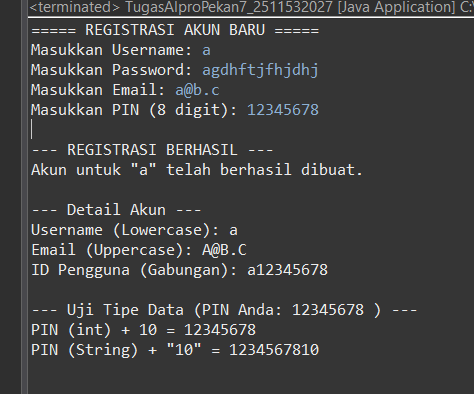 <terminated> TugasAlproPekan7_2511532027 [Java Application] C:\
===== REGISTRASI AKUN BARU =====
Masukkan Username: a
Masukkan Password: agdhftjfhjdhj
Masukkan Email: a@b.c
Masukkan PIN (8 digit): 12345678
--- REGISTRASI BERHASIL ---
Akun untuk "a" telah berhasil dibuat.
--- Detail Akun ---
Username (Lowercase): a
Email (Uppercase): A@B.C
ID Pengguna (Gabungan): a12345678
--- Uji Tipe Data (PIN Anda: 12345678 ) ---
PIN (int) + 10 = 12345678
PIN (String) + "10" = 1234567810